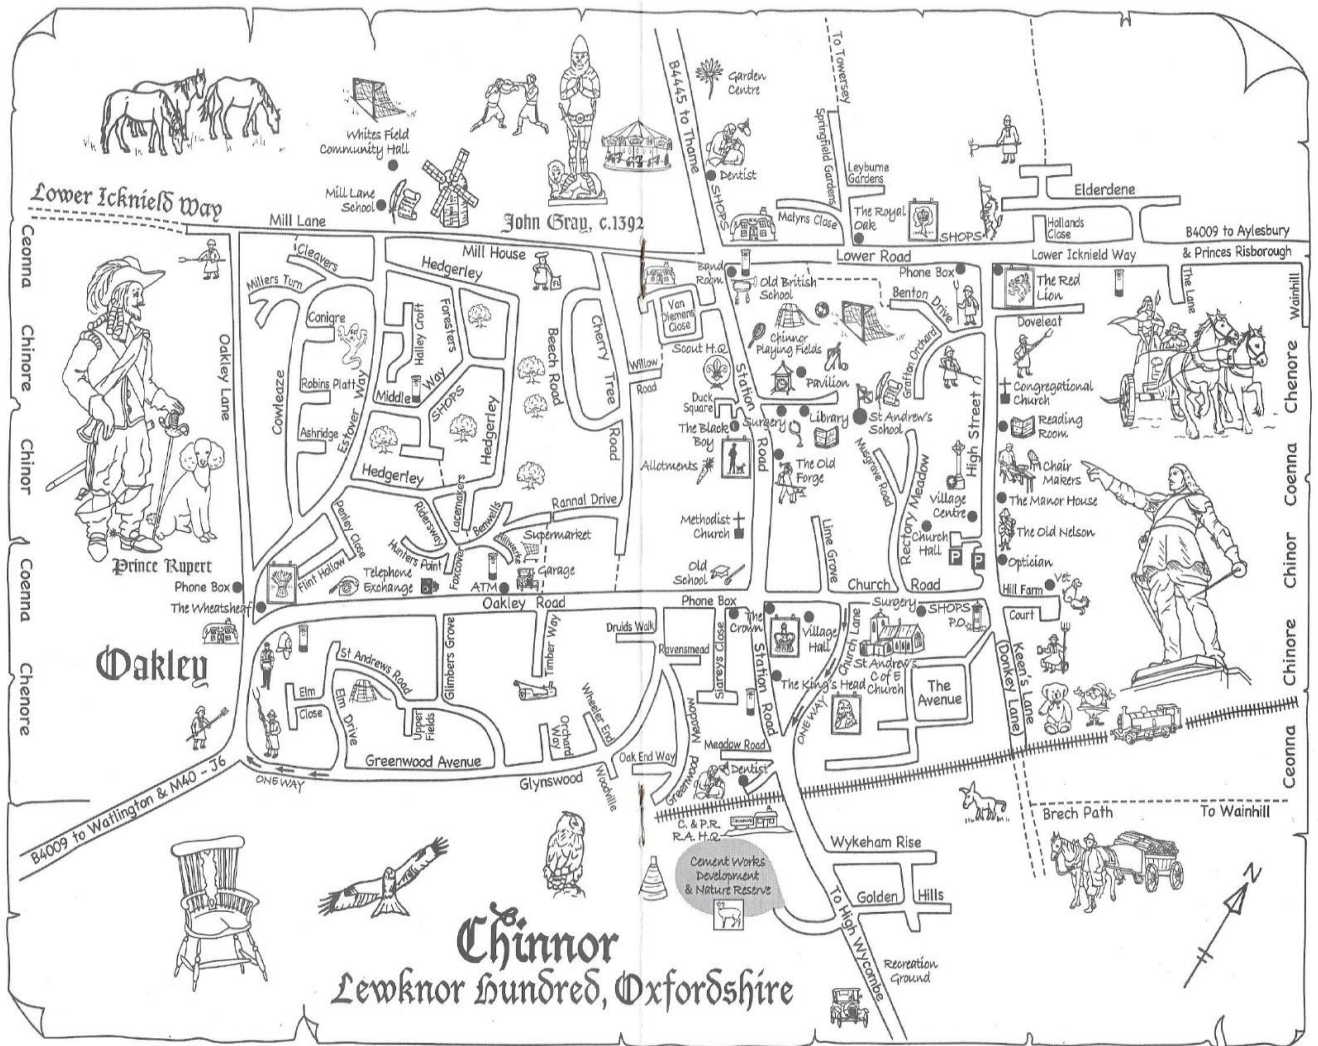 Garden
Centre
B4445 to Thame
To Towersey
Springfield Gardens
Whites Field
Community Hall
Mill Lane
School
Dentist
SHOPS
Leyburne
Gardens
Malyns Close
The Royal
Oak
SHOPS
Elderdene
Hollands
Close
B4009 to Aylesbury
& Princes Risborough
Lower Icknield Way
John Gray, c.1392
Lower Icknield Way
Mill Lane
Mill House
Lower Road
Phone Box
The Red
Lion
The Lane
Wainhill
Ceonna
Chinore
Chinor
Coenna
Chenore
Cleavers
Millers Turn
Hedgerley
Band
Room
Old British
School
Van
Diemens
Close
Benton Drive
Doveleat
Conigre
Halley Croft
Foresters
Oakley Lane
Cowleaze
Robins Platt
Estover Way
Middle Way
SHOPS
Ashridge
Hedgerley
Hedgerley
Beech Road
Cherry
Tree
Road
Willow
Road
Scout H.Q.
Chinnor
Playing Fields
Pavilion
Grafton Orchard
Station
Road
Duck
Square
The Black
Boy
Surgery
Library
St Andrew's
School
Congregational
Church
Reading
Room
High Street
Allotments
The Old
Forge
Musgrave Road
Rectory Meadow
Chair
Makers
The Manor House
Village
Centre
The Old Nelson
Optician
Chenore
Coenna
Chinor
Chinore
Ceonna
Penley Close
Ridersway
Lacemakers
Benwells
Rannal Drive
Hunters Point
Foxcover
Supermarket
Flint Hollow
Telephone
Exchange
ATM
Garage
Methodist
Church
Old
School
Lime Grove
Church
Hall
P
P
Prince Rupert
Phone Box
The Wheatsheaf
Oakley Road
Phone Box
Church Road
Hill Farm
Court
Vet
Surgery
SHOPS
P.O.
Oakley
St Andrews Road
Glimbers Grove
Timber Way
Druids Walk
Ravensmead
Station Road
The
Crown
Village
Hall
Church Lane
St Andrew's
C of E
Church
The King's Head
The
Avenue
Keen's Lane
(Donkey Lane)
Elm
Close
Elm Drive
Upper
Fields
Orchard
Way
Wheeler End
Meadow
Meadow Road
ONE WAY
Oak End Way
Greenwood
Greenwood Avenue
Glynswood
Woodville
Dentist
ONE WAY
B4009 to Watlington & M40 - J6
C. & P.R.
R.A. H.Q.
Cement Works
Development
& Nature Reserve
Wykeham Rise
Golden Hills
Brech Path
To Wainhill
To High Wycombe
Recreation
Ground
N
Chinnor
Lewknor Hundred, Oxfordshire